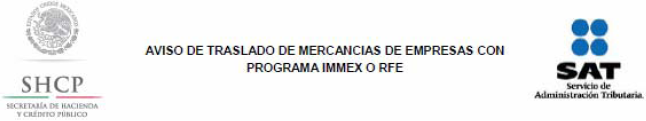 AVISO DE TRASLADO DE MERCANCIAS DE EMPRESAS CON
PROGRAMA IMMEX O RFE
SHCP
SECRETARÍA DE HACIENDA
Y CRÉDITO PÚBLICO
SAT
Servicio de
Administración Tributaria